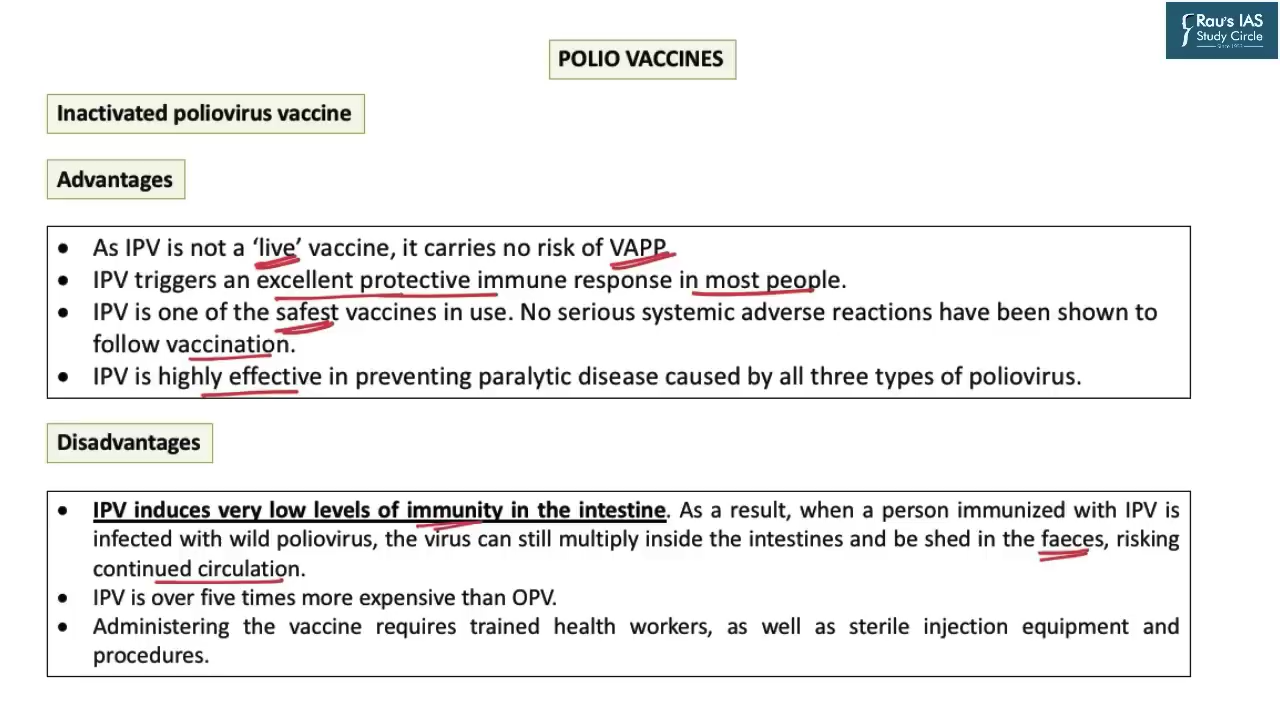 Rau's IAS
Study Circle
Since 1953
POLIO VACCINES
Inactivated poliovirus vaccine
Advantages
• As IPV is not a ‘live’ vaccine, it carries no risk of VAPP.
• IPV triggers an excellent protective immune response in most people.
• IPV is one of the safest vaccines in use. No serious systemic adverse reactions have been shown to
follow vaccination.
• IPV is highly effective in preventing paralytic disease caused by all three types of poliovirus.
Disadvantages
• IPV induces very low levels of immunity in the intestine. As a result, when a person immunized with IPV is
infected with wild poliovirus, the virus can still multiply inside the intestines and be shed in the faeces, risking
continued circulation.
• IPV is over five times more expensive than OPV.
• Administering the vaccine requires trained health workers, as well as sterile injection equipment and
procedures.